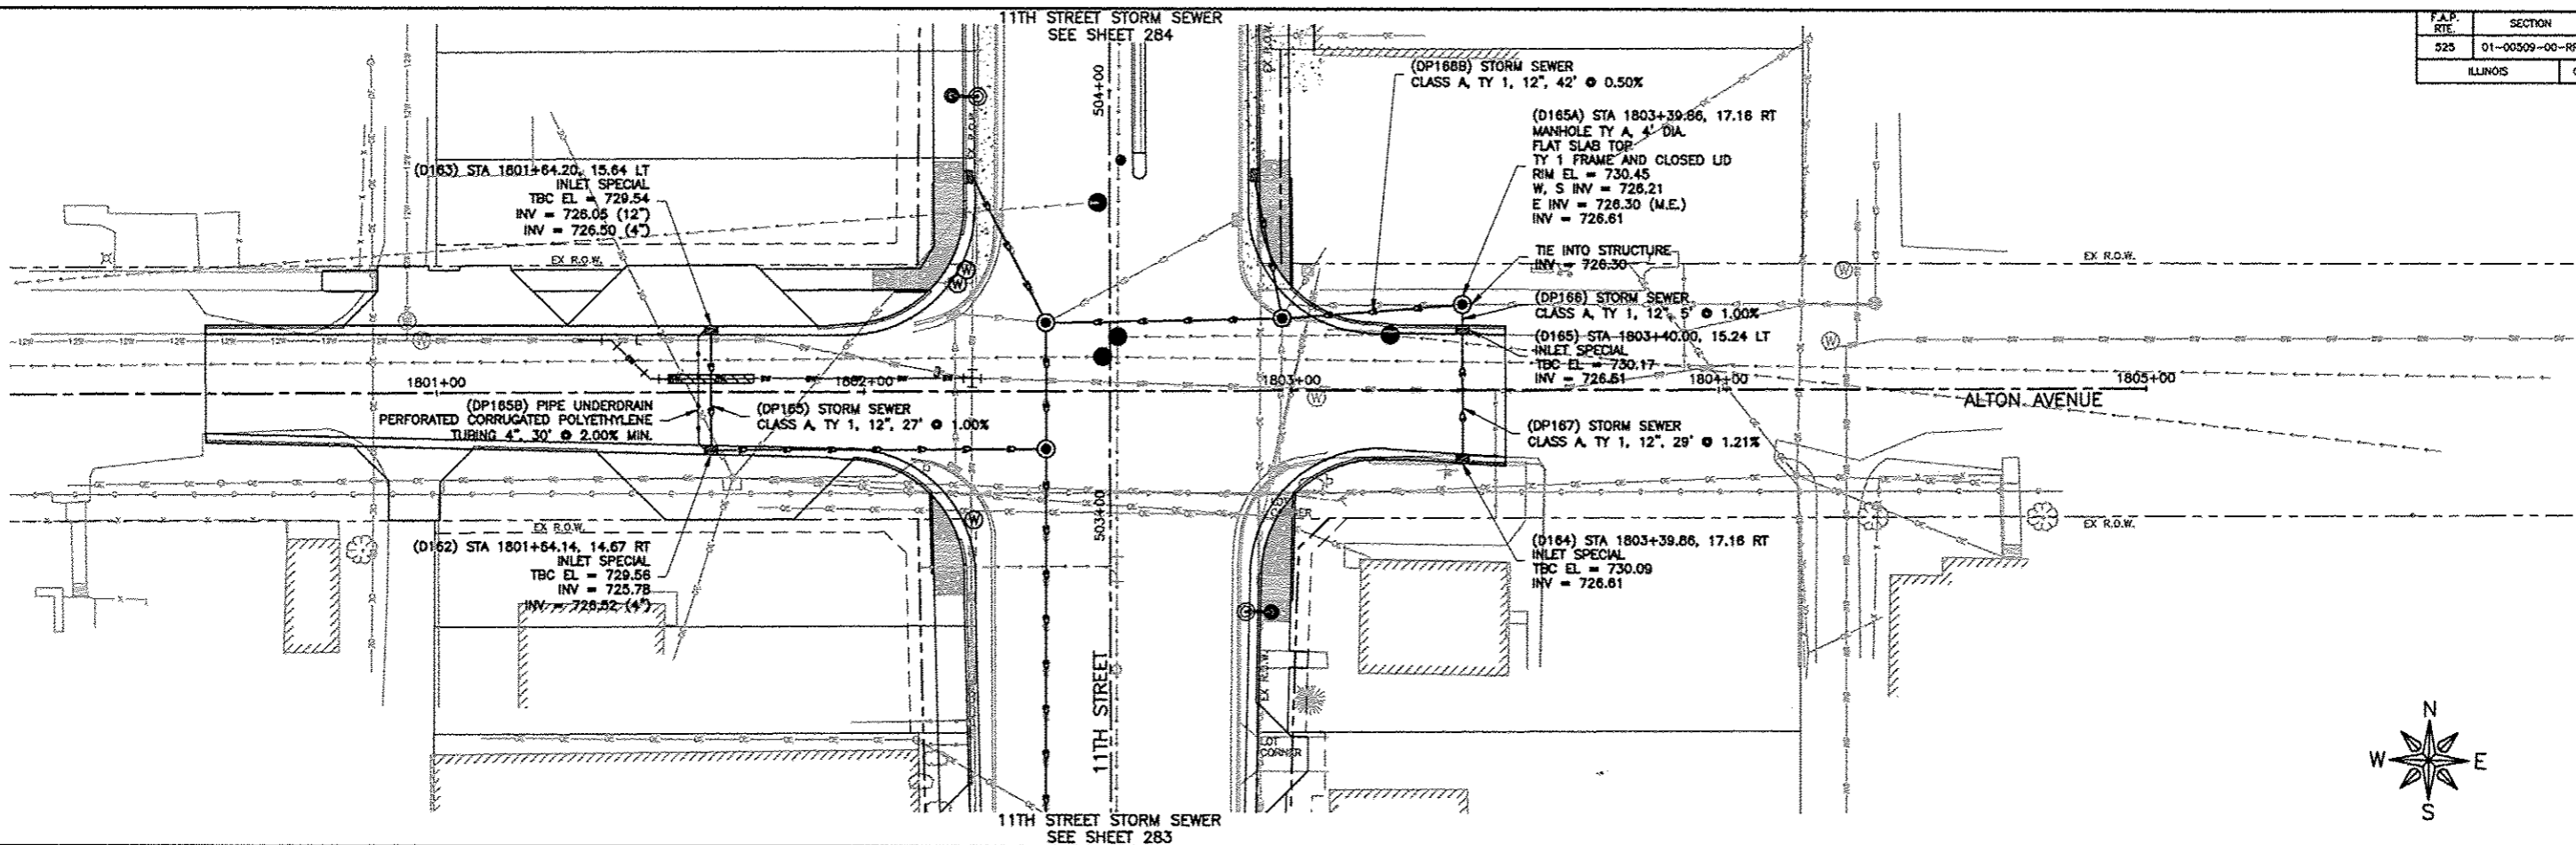 11TH STREET STORM SEWER
SEE SHEET 284
F.A.P.
RTE.
SECTION
525
01-00509-00-
ILLINOIS
(DP168B) STORM SEWER
CLASS A, TY 1, 12", 42' @ 0.50%
504+00
EX R.O.W.
EX R.O.W.
(D165A) STA 1803+39.86, 17.16 RT
MANHOLE TY A, 4' DIA.
FLAT SLAB TOP
TY 1 FRAME AND CLOSED LID
RIM EL = 730.45
W, S INV = 726.21
E INV = 726.30 (M.E.)
INV = 726.61
(D163) STA 1801+64.20, 15.64 LT
INLET SPECIAL
TBC EL = 729.54
INV = 726.05 (12")
INV = 726.50 (4")
EX R.O.W.
TIE INTO STRUCTURE
INV = 726.30
EX R.O.W.
(DP166) STORM SEWER
CLASS A, TY 1, 12", 5' @ 1.00%
(D165) STA 1803+40.00, 15.24 LT
INLET SPECIAL
TBC EL = 730.17
INV = 726.51
1801+00
1802+00
1803+00
1804+00
1805+00
ALTON AVENUE
(DP165B) PIPE UNDERDRAIN
PERFORATED CORRUGATED POLYETHYLENE
TUBING 4", 30' @ 2.00% MIN.
(DP165) STORM SEWER
CLASS A, TY 1, 12", 27' @ 1.00%
(DP167) STORM SEWER
CLASS A, TY 1, 12", 29' @ 1.21%
503+00
EX R.O.W.
EX R.O.W.
LOT
CORNER
(D162) STA 1801+64.14, 14.67 RT
INLET SPECIAL
TBC EL = 729.56
INV = 725.78
INV = 726.52 (4")
(D164) STA 1803+39.86, 17.16 RT
INLET SPECIAL
TBC EL = 730.09
INV = 726.61
11TH STREET
EX R.O.W.
LOT
CORNER
N
W
E
S
11TH STREET STORM SEWER
SEE SHEET 283